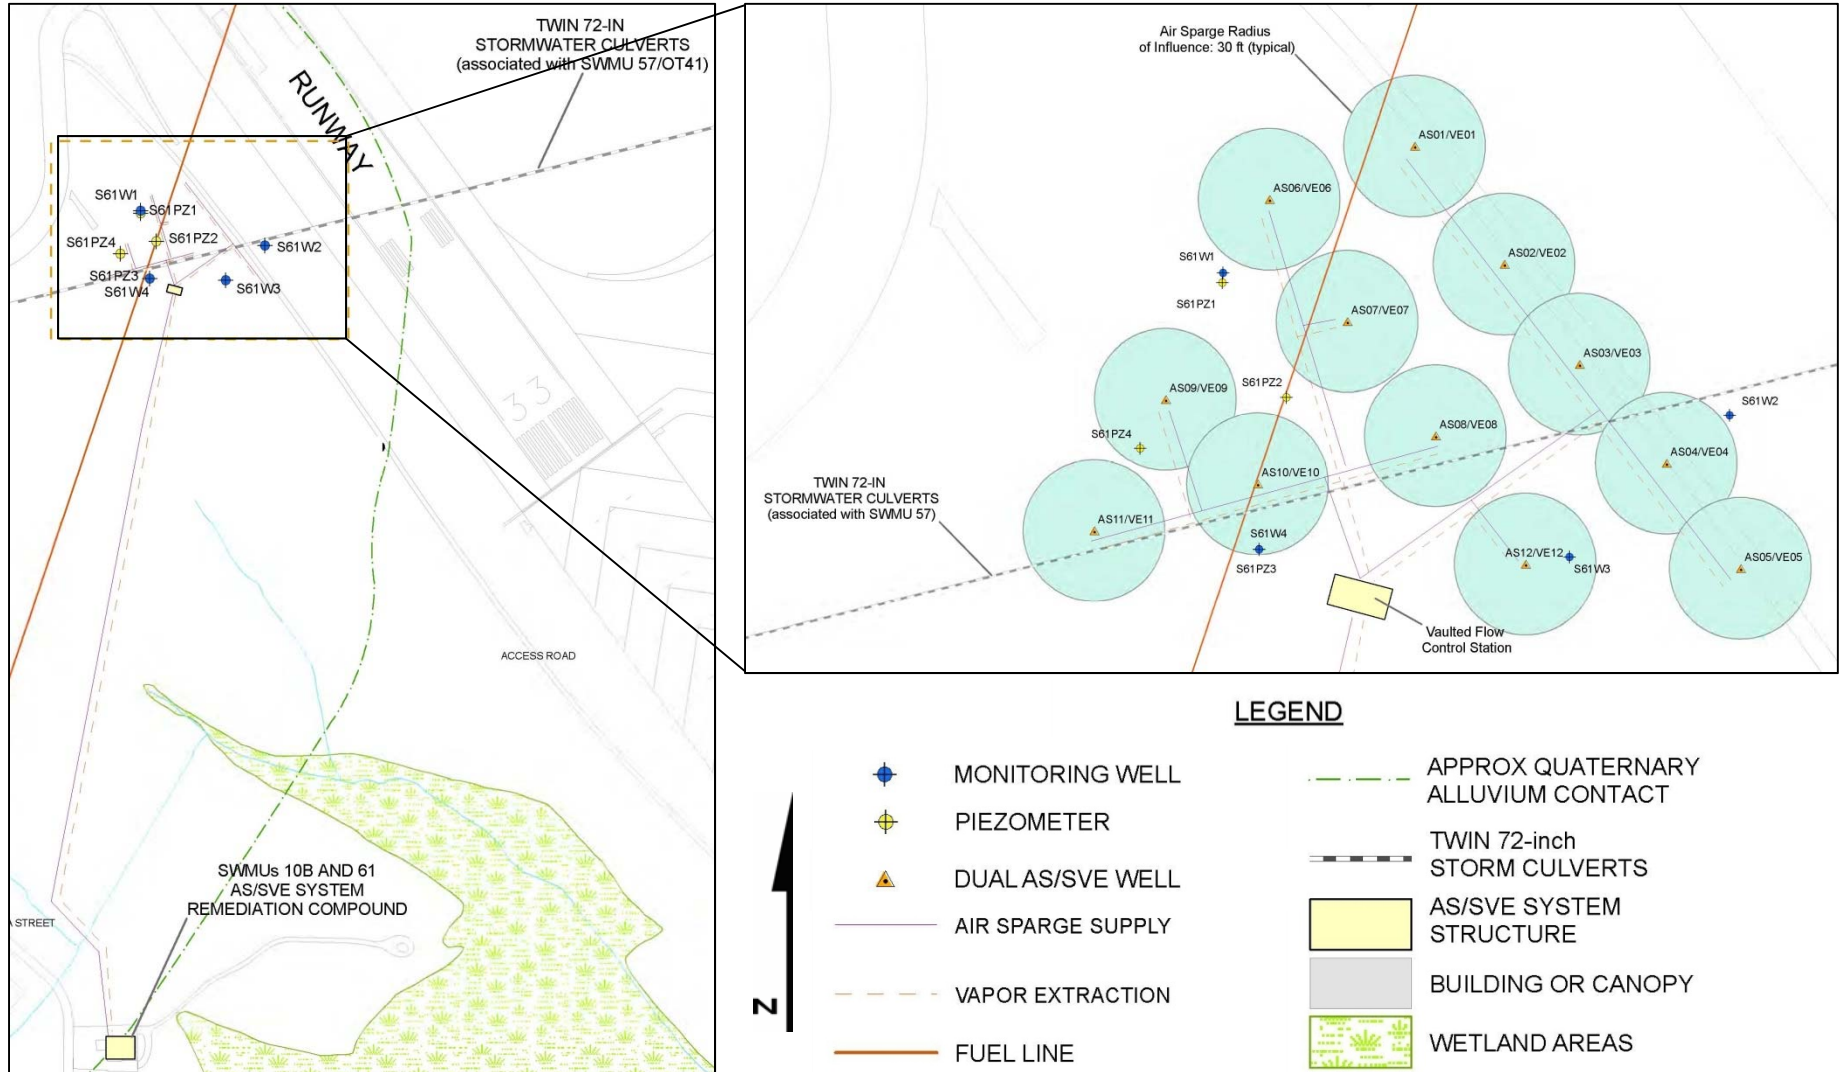 TWIN 72-IN
STORMWATER CULVERTS
(associated with SWMU 57/OT41)
RUNWAY
S61W1
S61PZ1
S61PZ2
S61PZ4
S61W2
S61PZ3
S61W4
S61W3
33
ACCESS ROAD
SWMUs 10B AND 61
AS/SVE SYSTEM
REMEDIATION COMPOUND
A STREET
Air Sparge Radius
of Influence: 30 ft (typical)
AS01/VE01
AS06/VE06
AS02/VE02
S61W1
S61PZ1
AS07/VE07
AS03/VE03
S61PZ2
AS09/VE09
S61W2
AS08/VE08
S61PZ4
AS04/VE04
AS10/VE10
TWIN 72-IN
STORMWATER CULVERTS
(associated with SWMU 57)
AS11/VE11
S61W4
S61PZ3
AS12/VE12
S61W3
AS05/VE05
Vaulted Flow
Control Station
LEGEND
MONITORING WELL
PIEZOMETER
DUAL AS/SVE WELL
AIR SPARGE SUPPLY
VAPOR EXTRACTION
FUEL LINE
APPROX QUATERNARY
ALLUVIUM CONTACT
TWIN 72-inch
STORM CULVERTS
AS/SVE SYSTEM
STRUCTURE
BUILDING OR CANOPY
WETLAND AREAS
N